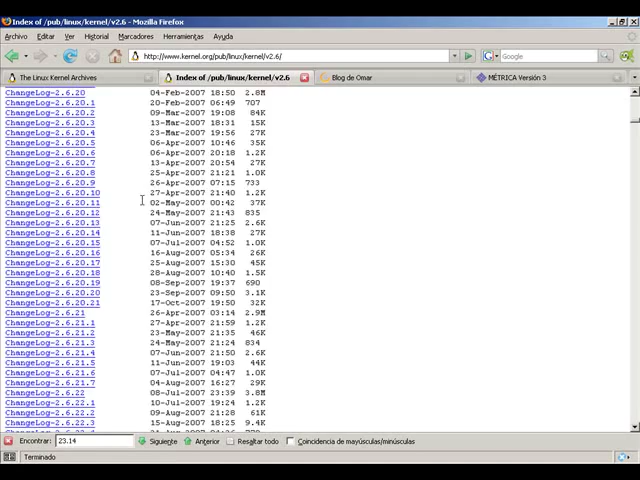 Index of /pub/linux/kernel/v2.6 - Mozilla Firefox
Archivo Editar Ver Historial Marcadores Herramientas Ayuda
http://www.kernel.org/pub/linux/kernel/v2.6/ Google
The Linux Kernel Archives Index of /pub/linux/kernel/v2.6 Blog de Omar MÉTRICA Versión 3
ChangeLog-2.6.20 04-Feb-2007 18:50 2.8M
ChangeLog-2.6.20.1 20-Feb-2007 06:49 707
ChangeLog-2.6.20.2 09-Mar-2007 19:08 84K
ChangeLog-2.6.20.3 13-Mar-2007 18:31 15K
ChangeLog-2.6.20.4 23-Mar-2007 19:56 27K
ChangeLog-2.6.20.5 06-Apr-2007 10:46 35K
ChangeLog-2.6.20.6 06-Apr-2007 20:18 1.2K
ChangeLog-2.6.20.7 13-Apr-2007 20:54 27K
ChangeLog-2.6.20.8 25-Apr-2007 21:21 1.0K
ChangeLog-2.6.20.9 26-Apr-2007 07:15 733
ChangeLog-2.6.20.10 27-Apr-2007 21:40 1.2K
ChangeLog-2.6.20.11 02-May-2007 00:42 37K
ChangeLog-2.6.20.12 24-May-2007 21:43 835
ChangeLog-2.6.20.13 07-Jun-2007 21:25 2.6K
ChangeLog-2.6.20.14 11-Jun-2007 18:38 27K
ChangeLog-2.6.20.15 07-Jul-2007 04:52 1.0K
ChangeLog-2.6.20.16 16-Aug-2007 05:34 26K
ChangeLog-2.6.20.17 25-Aug-2007 15:30 45K
ChangeLog-2.6.20.18 28-Aug-2007 10:40 1.5K
ChangeLog-2.6.20.19 08-Sep-2007 19:37 690
ChangeLog-2.6.20.20 23-Sep-2007 09:50 3.1K
ChangeLog-2.6.20.21 17-Oct-2007 19:50 32K
ChangeLog-2.6.21 26-Apr-2007 03:14 2.9M
ChangeLog-2.6.21.1 27-Apr-2007 21:59 1.2K
ChangeLog-2.6.21.2 23-May-2007 21:35 46K
ChangeLog-2.6.21.3 24-May-2007 21:24 834
ChangeLog-2.6.21.4 07-Jun-2007 21:50 2.6K
ChangeLog-2.6.21.5 11-Jun-2007 19:03 44K
ChangeLog-2.6.21.6 07-Jul-2007 04:47 1.0K
ChangeLog-2.6.21.7 04-Aug-2007 16:27 29K
ChangeLog-2.6.22 08-Jul-2007 23:39 3.8M
ChangeLog-2.6.22.1 10-Jul-2007 19:24 1.2K
ChangeLog-2.6.22.2 09-Aug-2007 21:28 61K
ChangeLog-2.6.22.3 15-Aug-2007 18:25 9.4K
Encontrar: 23.14 Siguiente Anterior Resaltar todo Coincidencia de mayúsculas/minúsculas
Terminado